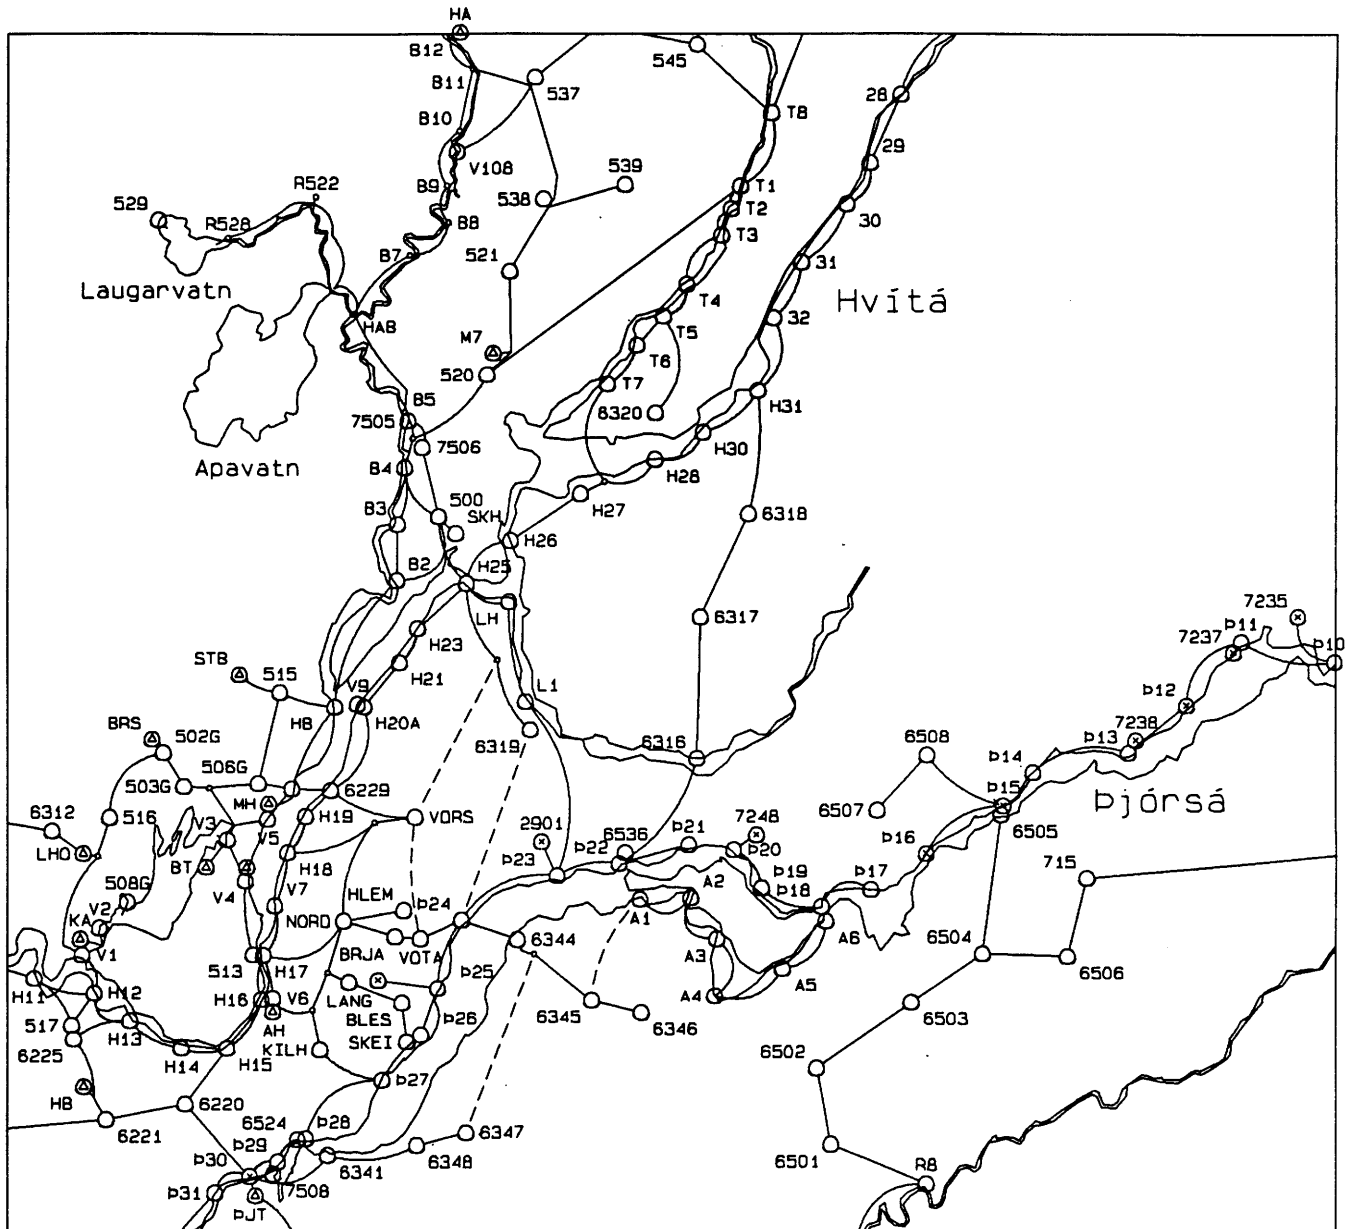 HA
B12
545
B11
537
28
B10
T8
V108
29
539
R522
B9
538
T1
529
30
R528
B8
T2
T3
B7
521
31
Laugarvatn
T4
Hvítá
HAB
32
M7
T5
T6
520
T7
B5
H31
7505
6320
7506
H30
Apavatn
B4
H28
500
B3
SKH
H27
6318
H26
B2
H25
LH
7235
6317
H23
7237
Þ11
Þ10
STB
515
H21
V9
L1
Þ12
HB
H20A
BRS
502G
6319
7238
6316
6508
Þ14
Þ13
506G
503G
6229
Þ15
Þjórsá
MH
6312
516
V3
H19
VORS
6507
6505
V5
2901
Þ21
7248
6536
Þ16
LHO
BT
H18
Þ23
Þ22
Þ20
715
508G
V4
V7
HLEM
A2
Þ19
Þ17
V2
Þ18
KA
NORD
Þ24
A1
A6
V1
BRJA
VOTA
6344
A3
6504
513
H17
A5
6506
H11
Þ25
H12
H16
V6
LANG
A4
BLES
6345
6503
517
H13
AH
SKEI
Þ26
6346
6225
H14
H15
KILH
6502
HB
Þ27
6220
6524
Þ28
6347
6221
Þ29
6348
6501
Þ30
6341
R8
7508
Þ31
ÞJT